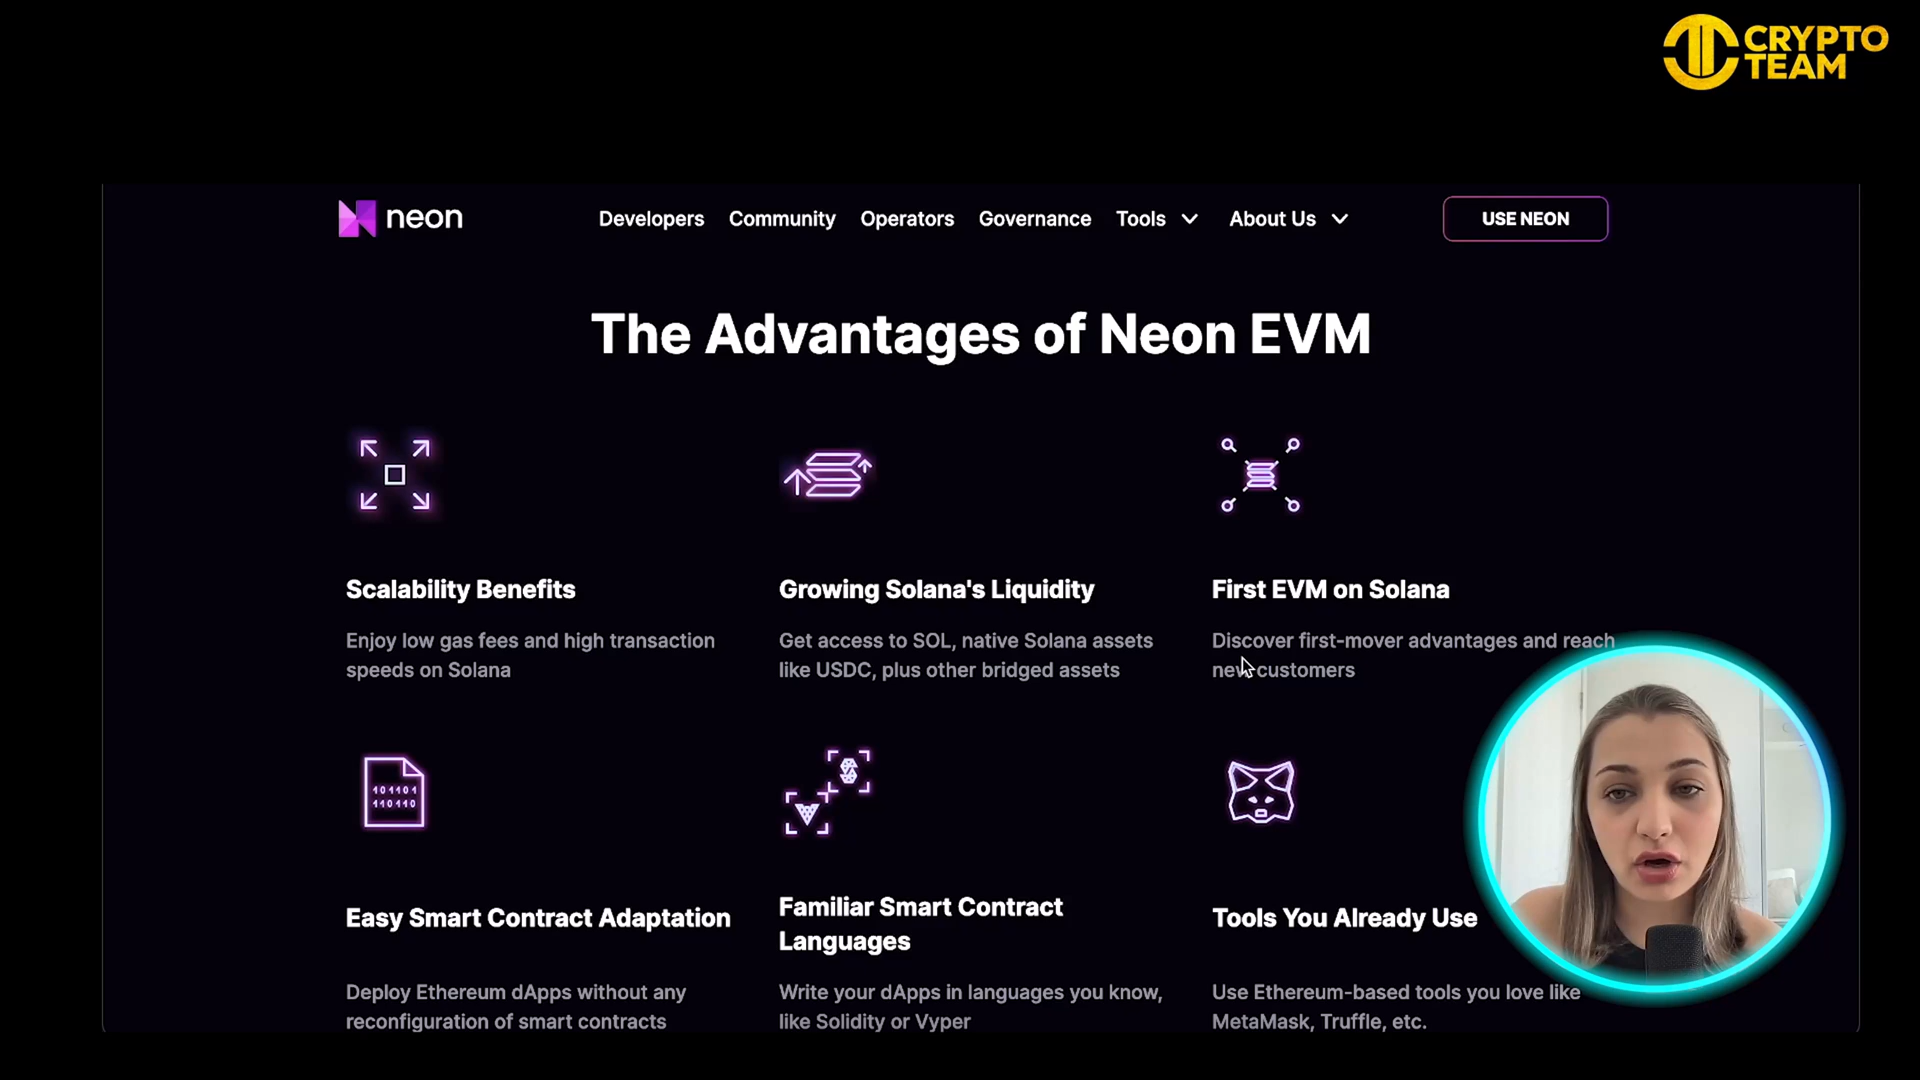 CRYPTO
TEAM
neon
Developers Community Operators Governance Tools About Us USE NEON
The Advantages of Neon EVM
Scalability Benefits
Enjoy low gas fees and high transaction
speeds on Solana
Growing Solana's Liquidity
Get access to SOL, native Solana assets
like USDC, plus other bridged assets
First EVM on Solana
Discover first-mover advantages and reach
new customers
101101
110110
Easy Smart Contract Adaptation
Deploy Ethereum dApps without any
reconfiguration of smart contracts
Familiar Smart Contract
Languages
Write your dApps in languages you know,
like Solidity or Vyper
Tools You Already Use
Use Ethereum-based tools you love like
MetaMask, Truffle, etc.